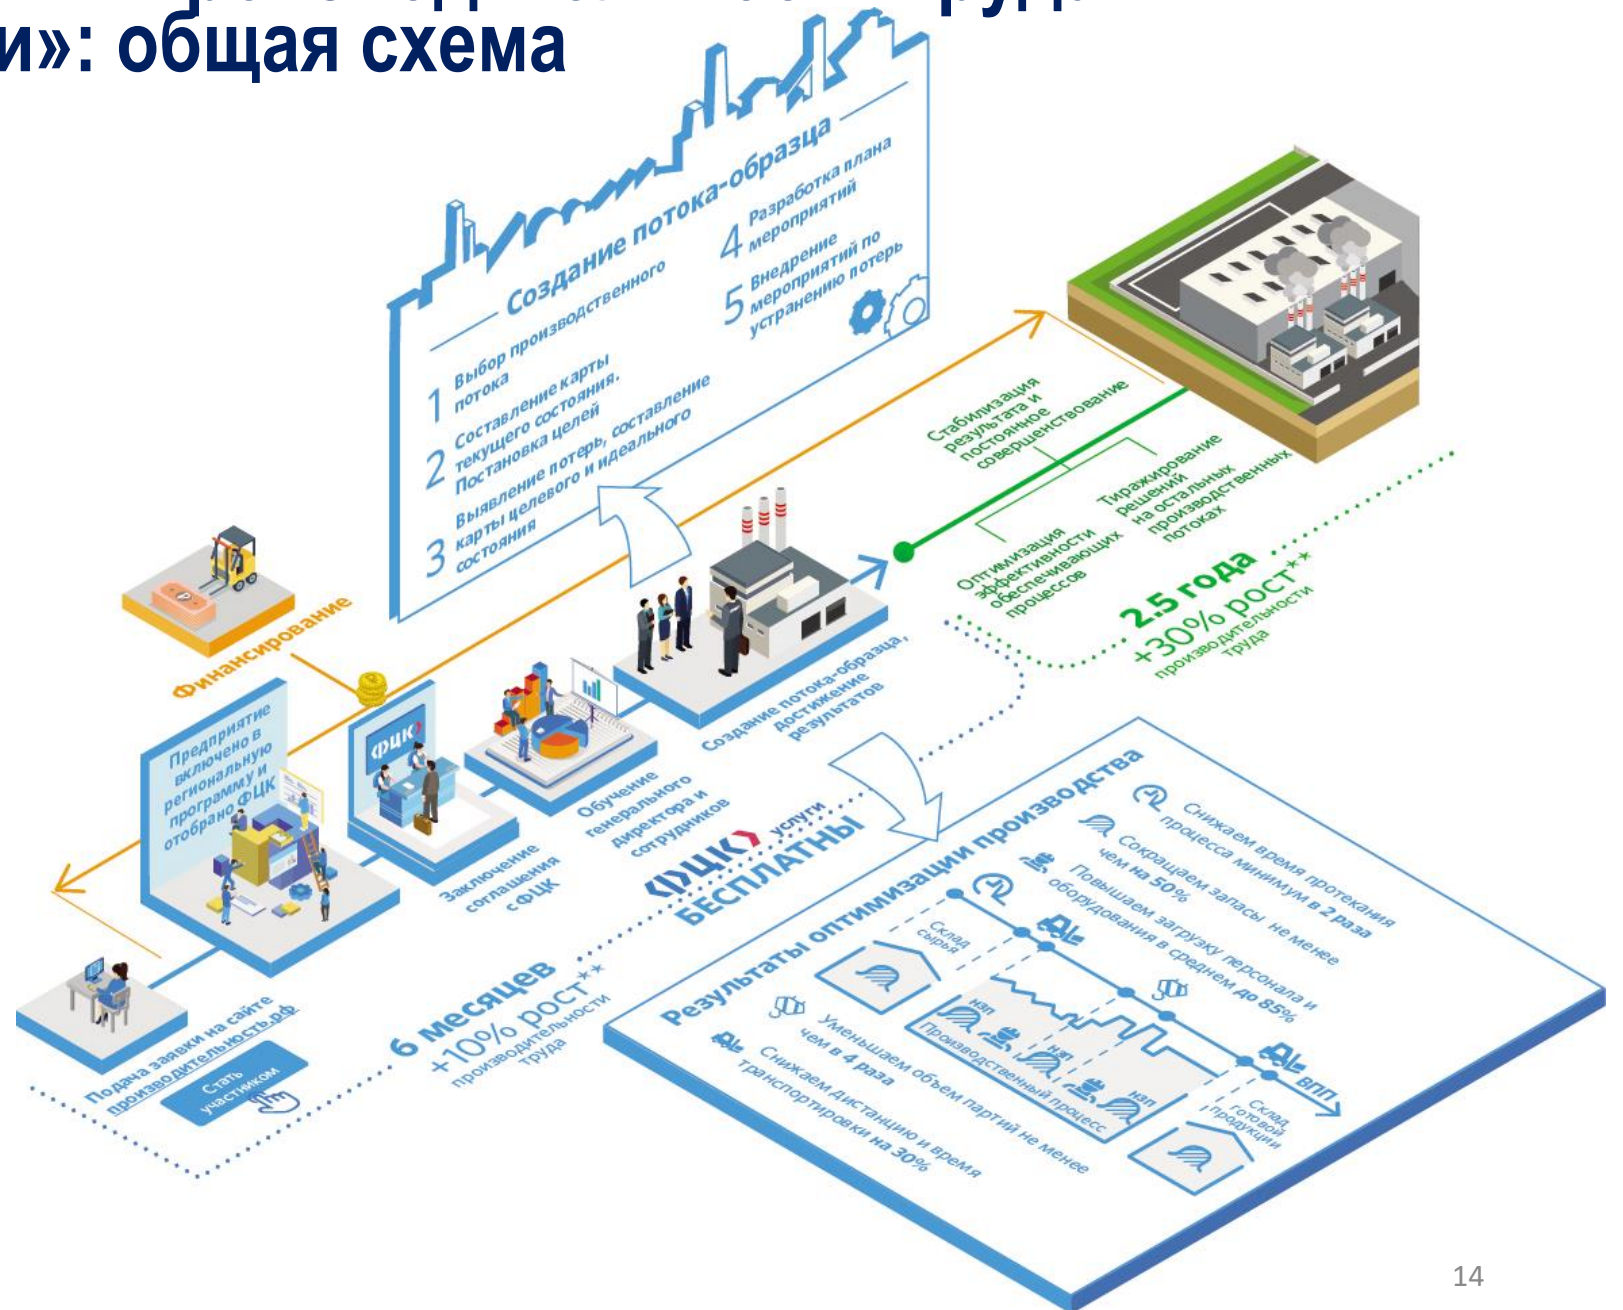 и»: общая схема
Создание потока-образца
1 Выбор производственного
потока
2 Составление карты
текущего состояния.
Постановка целей
3 Выявление потерь, составление
карты целевого и идеального
состояния
4 Разработка плана
мероприятий
5 Внедрение
мероприятий по
устранению потерь
Финансирование
Предприятие
включено в
региональную
программу и
отобрано ФЦК
Подача заявки на сайте
производительность.рф
Стать
участником
ФЦК
Заключение
соглашения
с ФЦК
Обучение
генерального
директора и
сотрудников
Создание потока-образца,
достижение
результатов
ФЦК услуги
БЕСПЛАТНЫ
6 месяцев
+10% рост**
производительности
труда
Стабилизация
результата и
постоянное
совершенствование
Тиражирование
решений
на остальных
производственных
потоках
Оптимизация
эффективности
обеспечивающих
процессов
2.5 года
+30% рост**
производительности
труда
Результаты оптимизации производства
Снижаем время протекания
процесса минимум в 2 раза
Сокращаем запасы не менее
чем на 50%
Повышаем загрузку персонала и
оборудования в среднем до 85%
Уменьшаем объем партий не менее
чем в 4 раза
Снижаем дистанцию и время
транспортировки на 30%
Склад
сырья
НЗП
НЗП
НЗП
Производственный процесс
Склад
готовой
продукции
ВПП
14